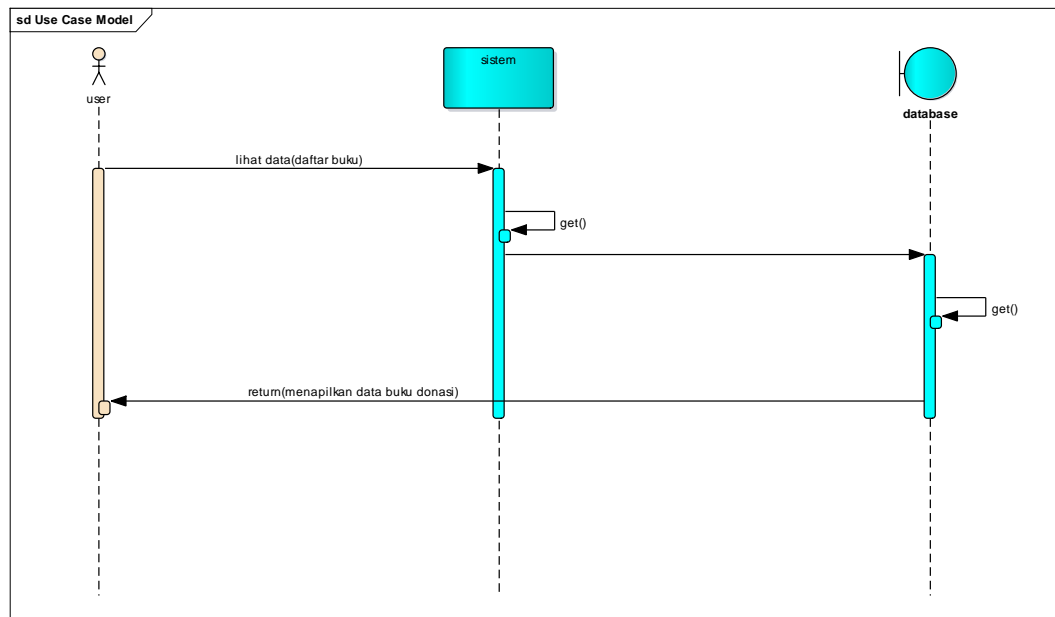 sd Use Case Model
user
sistem
database
lihat data(daftar buku)
get()
get()
return(menapilkan data buku donasi)